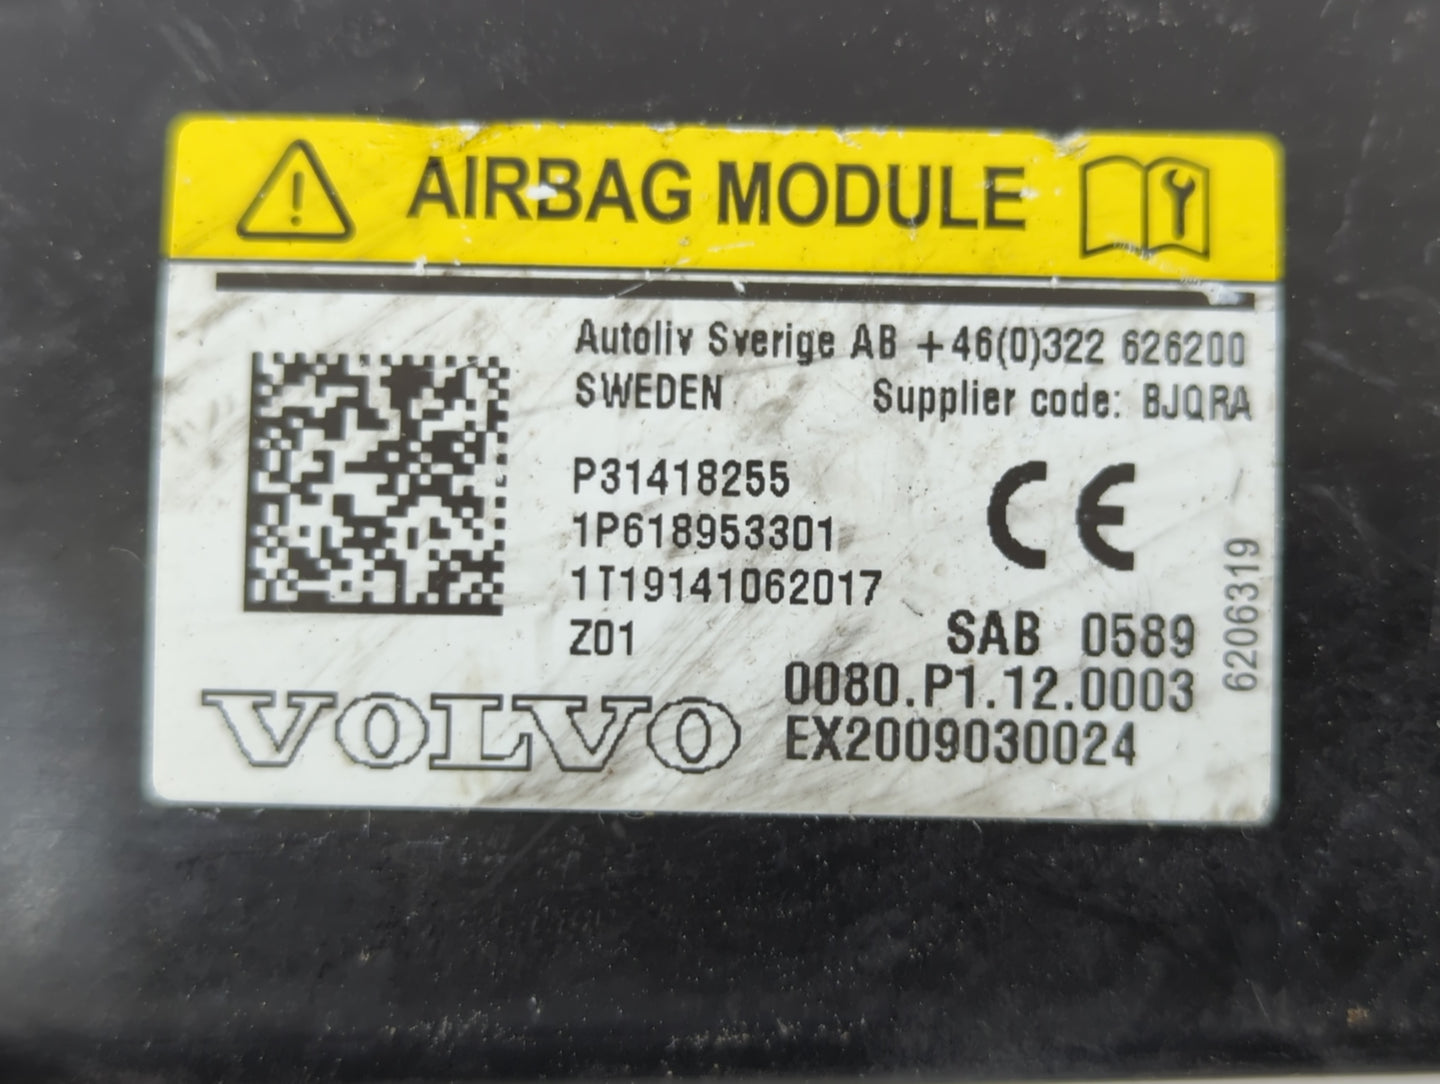 AIRBAG MODULE
Autoliv Sverige AB +46(0)322 626200
SWEDEN Supplier code: BJQRA
P31418255
1P618953301
1T19141062017
Z01
SAB 0589
0080.P1.12.0003
EX2009030024
VOLVO
6206319